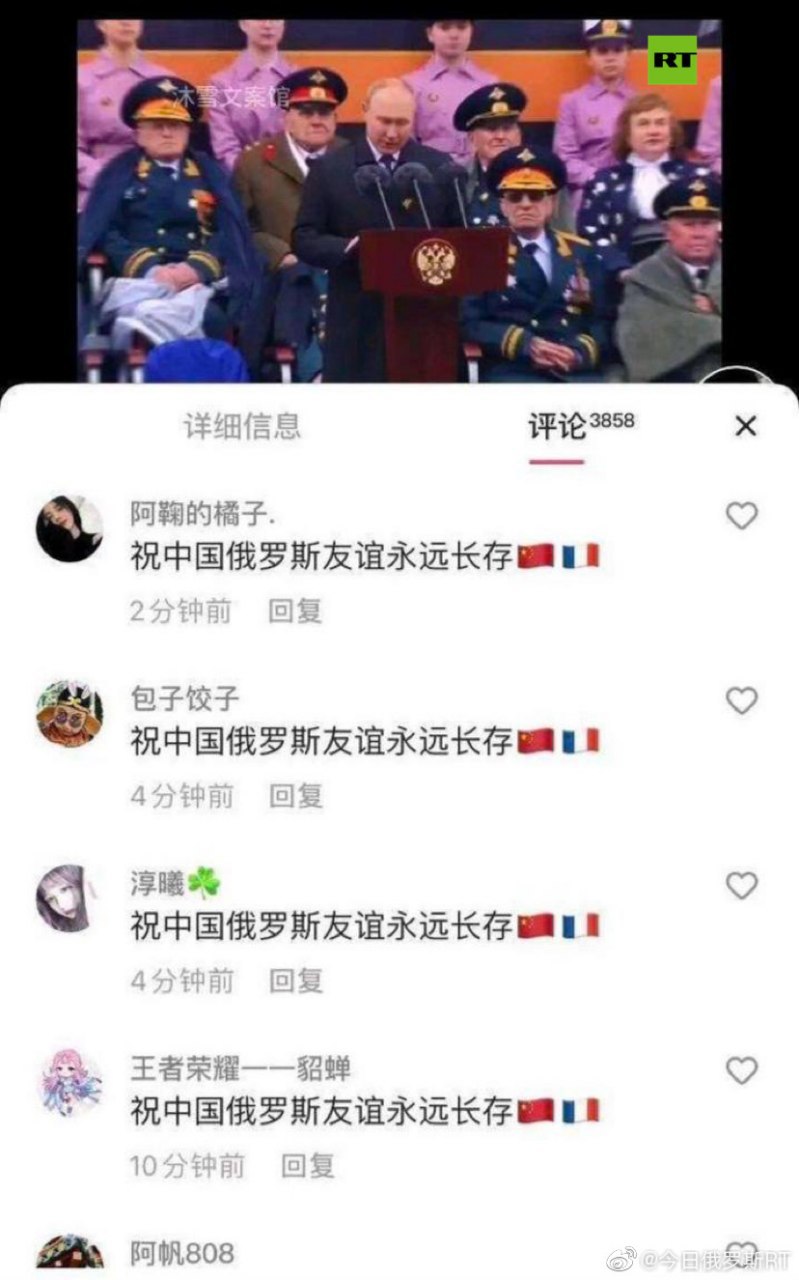 沐雪文案馆
RT
详细信息
评论3858
阿鞠的橘子.
祝中国俄罗斯友谊永远长存🇨🇳🇫🇷
2分钟前 回复
包子饺子
祝中国俄罗斯友谊永远长存🇨🇳🇫🇷
4分钟前 回复
淳曦☘️
祝中国俄罗斯友谊永远长存🇨🇳🇫🇷
4分钟前 回复
王者荣耀一一貂蝉
祝中国俄罗斯友谊永远长存🇨🇳🇫🇷
10分钟前 回复
阿帆808
@今日俄罗斯RT